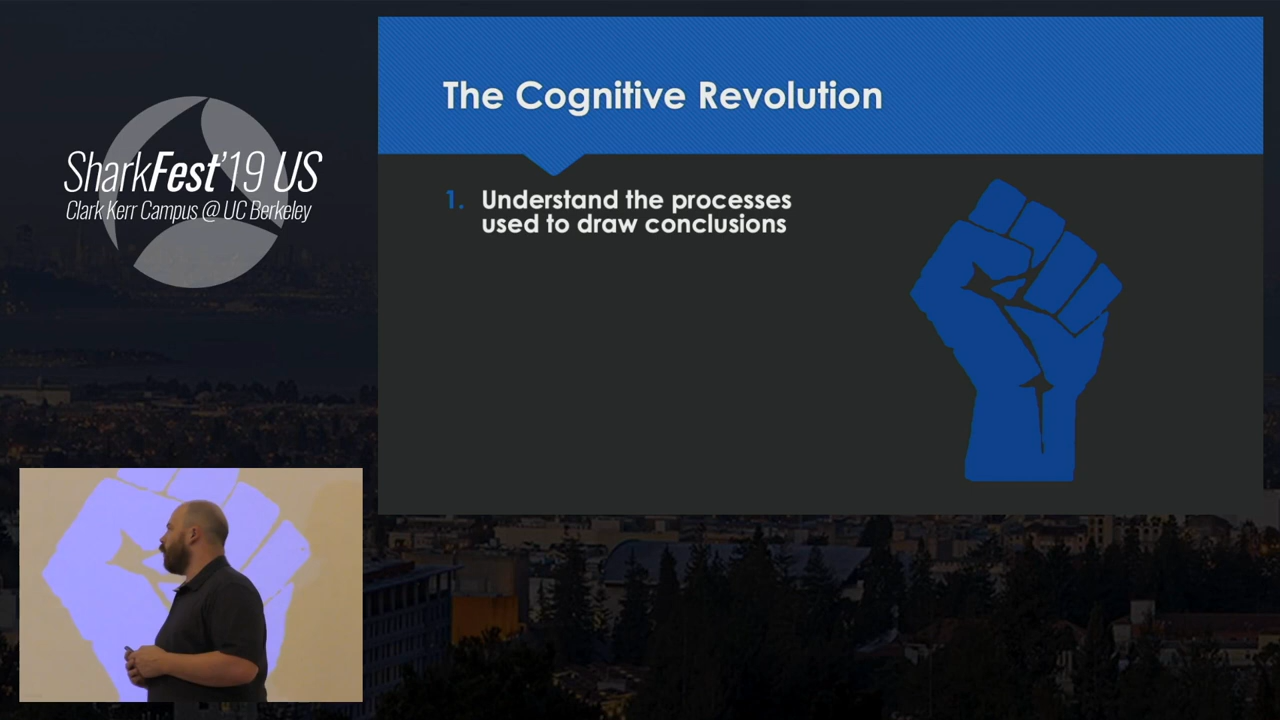 SharkFest'19 US
Clark Kerr Campus @ UC Berkeley
The Cognitive Revolution
1. Understand the processes
used to draw conclusions